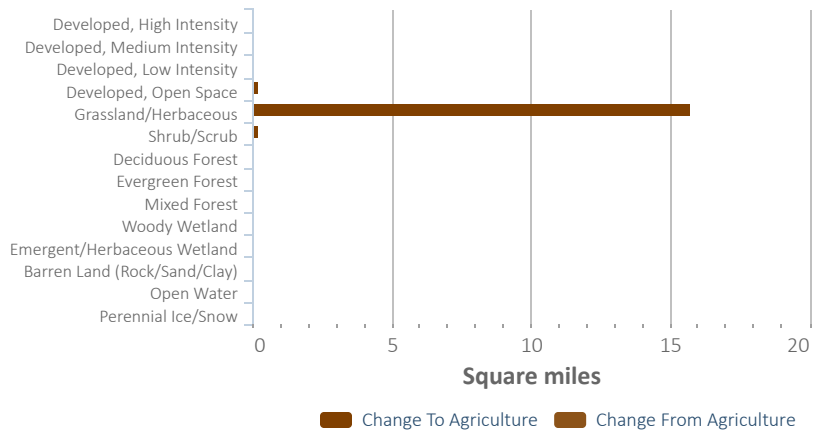 Developed, High Intensity
Developed, Medium Intensity
Developed, Low Intensity
Developed, Open Space
Grassland/Herbaceous
Shrub/Scrub
Deciduous Forest
Evergreen Forest
Mixed Forest
Woody Wetland
Emergent/Herbaceous Wetland
Barren Land (Rock/Sand/Clay)
Open Water
Perennial Ice/Snow
0 5 10 15 20
Square miles
Change To Agriculture Change From Agriculture